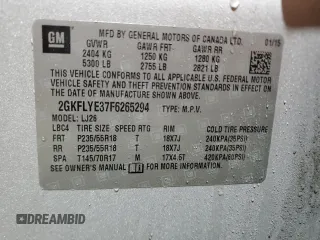 GM
MFD BY GENERAL MOTORS OF CANADA LTD. 01/15
GVWR GAWR FRT GAWR RR
2404 KG 1250 KG 1280 KG
5300 LB 2755 LB 2821 LB
THIS VEHICLE CONFORMS TO ALL APPLICABLE U.S. FEDERAL
MOTOR VEHICLE SAFETY, BUMPER, AND THEFT PREVENTION
STANDARDS IN EFFECT ON THE DATE OF MANUFACTURE
SHOWN ABOVE.
2GKFLYE37F6265294 TYPE: M.P.V.
MODEL: LJ26
LBC4 TIRE SIZE SPEED RTG RIM COLD TIRE PRESSURE
FRT P235/55R18 T 18X7J 240KPA(35PSI)
RR P235/55R18 T 18X7J 240KPA(35PSI)
SPA T145/70R17 M 17X4.5T 420KPA(60PSI)
SEE OWNER MANUAL FOR ADDITIONAL INFORMATION
DREAMBID IAAI